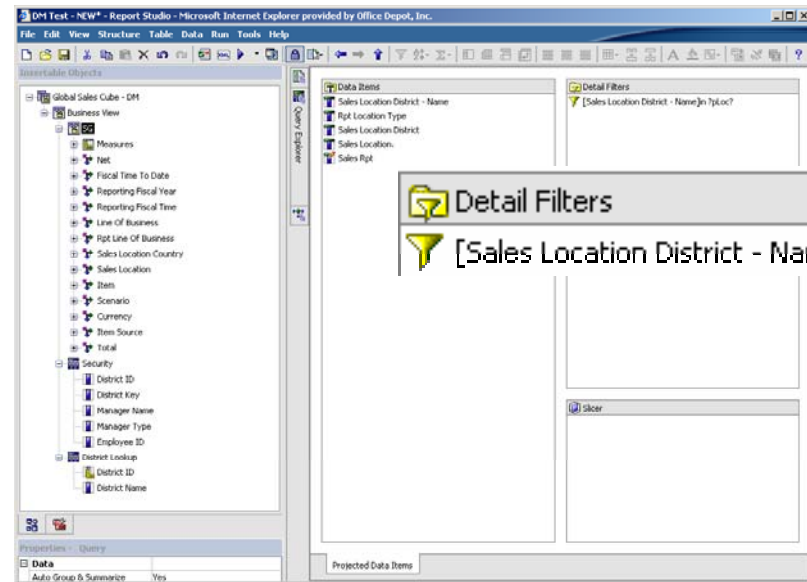 DM Test - NEW* - Report Studio - Microsoft Internet Explorer provided by Office Depot, Inc.
File Edit View Structure Table Data Run Tools Help
Insertable Objects
Global Sales Cube - DM
Business View
SG
Measures
Net
Fiscal Time To Date
Reporting Fiscal Year
Reporting Fiscal Time
Line Of Business
Rpt Line Of Business
Sales Location Country
Sales Location
Item
Scenario
Currency
Item Source
Total
Security
District ID
District Key
Manager Name
Manager Type
Employee ID
District Lookup
District ID
District Name
Properties - Query
Data
Auto Group & Summarize Yes
Query Explorer
Data Items
Sales Location District - Name
Rpt Location Type
Sales Location District
Sales Location.
Sales Rpt
Detail Filters
[Sales Location District - Name]in ?pLoc?
Detail Filters
[Sales Location District - Nar
Slicer
Projected Data Items